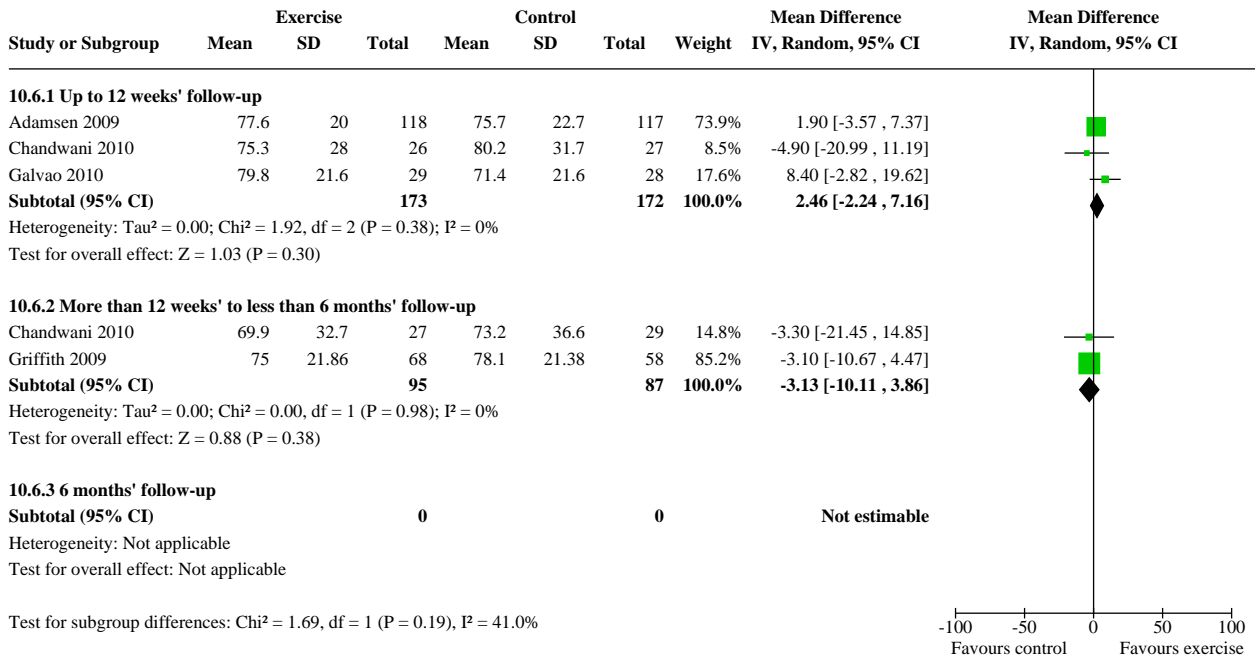 Exercise Control Mean Difference Mean Difference
Study or Subgroup Mean SD Total Mean SD Total Weight IV, Random, 95% CI IV, Random, 95% CI
10.6.1 Up to 12 weeks' follow-up
Adamsen 2009 77.6 20 118 75.7 22.7 117 73.9% 1.90 [-3.57 , 7.37]
Chandwani 2010 75.3 28 26 80.2 31.7 27 8.5% -4.90 [-20.99 , 11.19]
Galvao 2010 79.8 21.6 29 71.4 21.6 28 17.6% 8.40 [-2.82 , 19.62]
Subtotal (95% CI) 173 172 100.0% 2.46 [-2.24 , 7.16]
Heterogeneity: Tau² = 0.00; Chi² = 1.92, df = 2 (P = 0.38); I² = 0%
Test for overall effect: Z = 1.03 (P = 0.30)
10.6.2 More than 12 weeks' to less than 6 months' follow-up
Chandwani 2010 69.9 32.7 27 73.2 36.6 29 14.8% -3.30 [-21.45 , 14.85]
Griffith 2009 75 21.86 68 78.1 21.38 58 85.2% -3.10 [-10.67 , 4.47]
Subtotal (95% CI) 95 87 100.0% -3.13 [-10.11 , 3.86]
Heterogeneity: Tau² = 0.00; Chi² = 0.00, df = 1 (P = 0.98); I² = 0%
Test for overall effect: Z = 0.88 (P = 0.38)
10.6.3 6 months' follow-up
Subtotal (95% CI) 0 0 Not estimable
Heterogeneity: Not applicable
Test for overall effect: Not applicable
Test for subgroup differences: Chi² = 1.69, df = 1 (P = 0.19), I² = 41.0%
-100 -50 0 50 100
Favours control Favours exercise